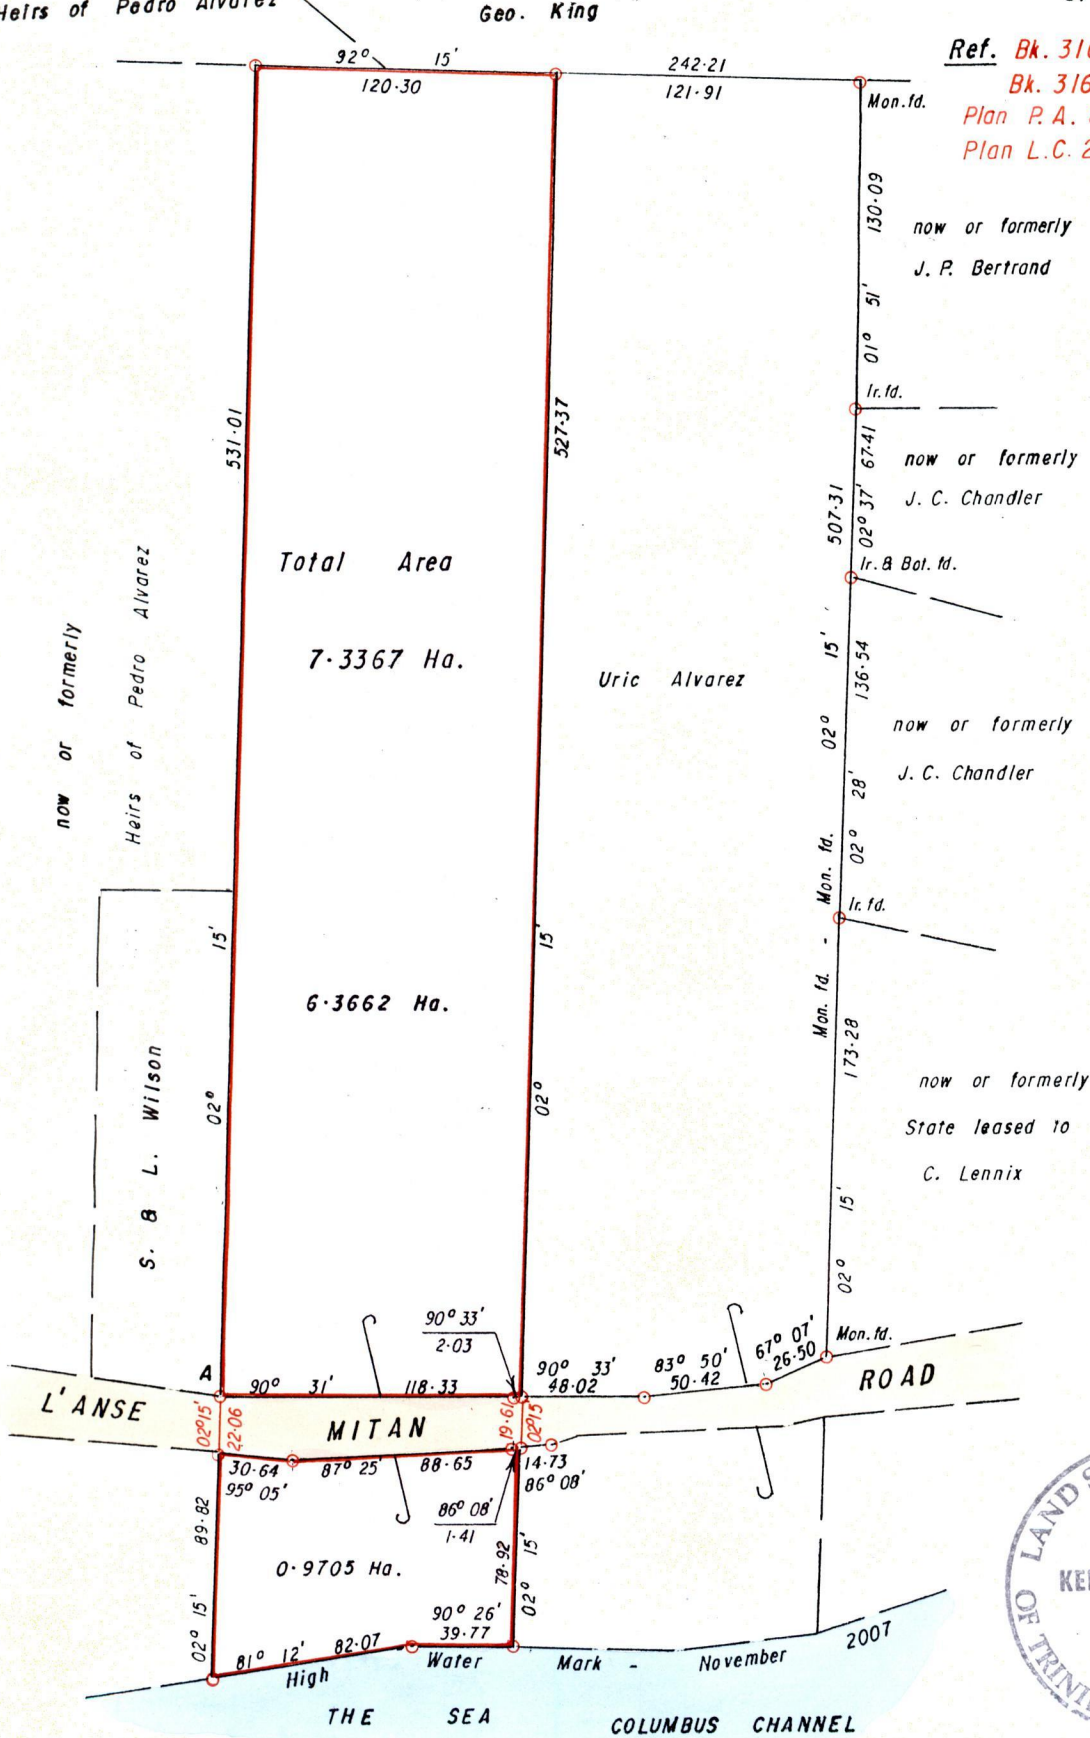 Heirs of Pedro Alvarez
Geo. King
Ref. Bk. 316
Bk. 316
Plan P.A.
Plan L.C. 2
92° 15'
120·30
242·21
121·91
Mon.fd.
130·09
01° 51'
now or formerly
J. P. Bertrand
Ir.fd.
531·01
527·37
507·31
67·41
02° 37'
now or formerly
J. C. Chandler
Ir. & Bot. fd.
Total Area
7·3367 Ha.
Uric Alvarez
now or formerly
Heirs of Pedro Alvarez
02° 15'
136·54
02° 28'
now or formerly
J. C. Chandler
Mon. fd. - Mon. fd.
Ir. fd.
02° 15'
02° 15'
6·3662 Ha.
S. & L. Wilson
173·28
02° 15'
now or formerly
State leased to
C. Lennix
Mon. fd.
90° 33'
2·03
A
90° 31' 118·33
90° 33'
48·02
83° 50'
50·42
67° 07'
26·50
L'ANSE MITAN ROAD
02°15'
22·06
19·61
02°15'
30·64
95° 05'
87° 25' 88·65
14·73
86° 08'
86° 08'
1·41
89·82
02° 15'
0·9705 Ha.
78·92
02° 15'
90° 26'
39·77
81° 12' 82·07
High Water Mark - November 2007
THE SEA COLUMBUS CHANNEL
LAND S
KE
OF TRINI